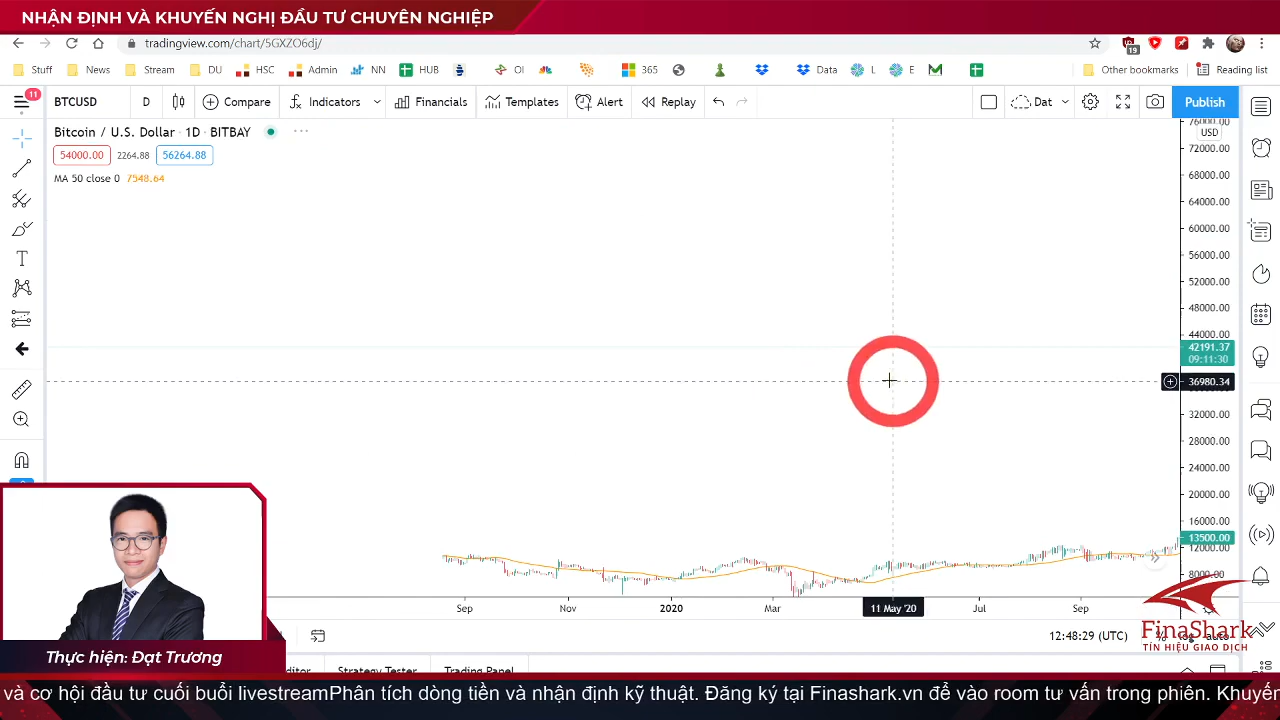 NHẬN ĐỊNH VÀ KHUYẾN NGHỊ ĐẦU TƯ CHUYÊN NGHIỆP
tradingview.com/chart/5GXZO6dj/
19
Stuff News Stream DU HSC Admin NN HUB OI 365 Data L E Other bookmarks Reading list
11 BTCUSD D Compare Indicators Financials Templates Alert Replay Dat Publish
Bitcoin / U.S. Dollar · 1D · BITBAY
54000.00 2264.88 56264.88
MA 50 close 0 7548.64
76000.00
USD
72000.00
68000.00
64000.00
60000.00
56000.00
52000.00
48000.00
44000.00
42191.37
09:11:30
36980.34
32000.00
28000.00
24000.00
20000.00
16000.00
13500.00
12000.00
8000.00
Sep Nov 2020 Mar 11 May '20 Jul Sep
12:48:29 (UTC) % log auto
FinaShark
TÍN HIỆU GIAO DỊCH
Strategy Tester Trading Panel
Thực hiện: Đạt Trương
và cơ hội đầu tư cuối buổi livestreamPhân tích dòng tiền và nhận định kỹ thuật. Đăng ký tại Finashark.vn để vào room tư vấn trong phiên. Khuyến